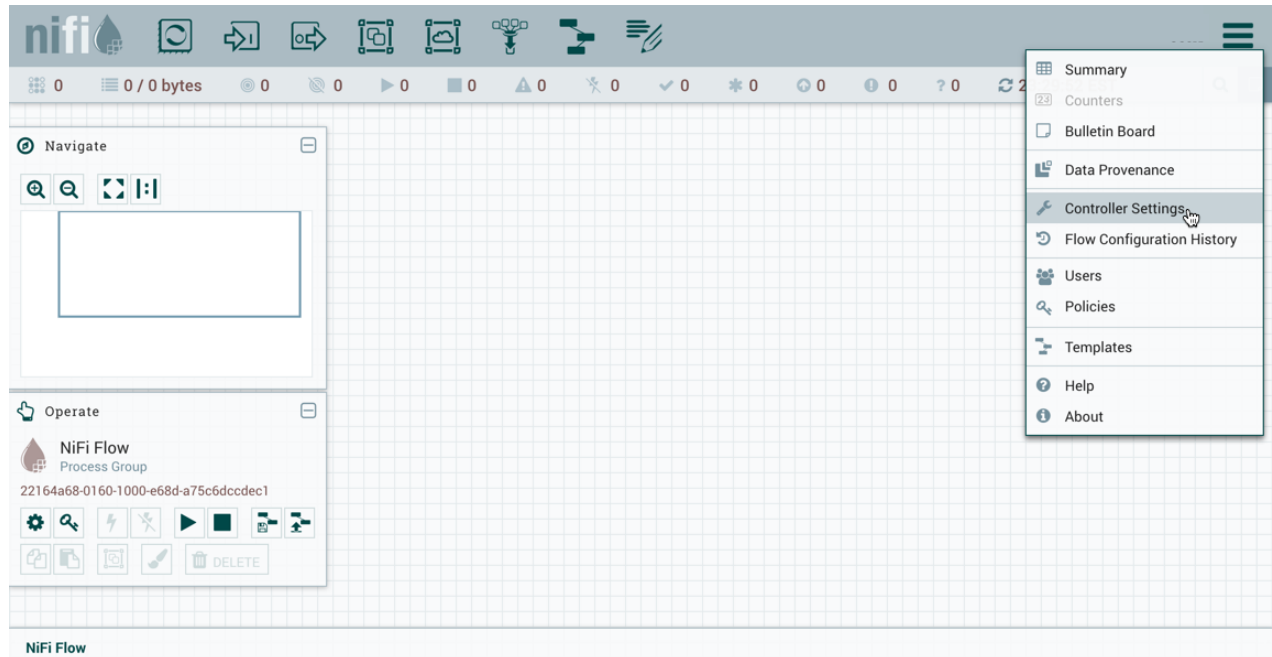 nifi
0
0 / 0 bytes
0
0
0
0
0
0
0
0
0
0
? 0
2
Summary
Counters
Bulletin Board
Data Provenance
Controller Settings
Flow Configuration History
Users
Policies
Templates
Help
About
Navigate
Operate
NiFi Flow
Process Group
22164a68-0160-1000-e68d-a75c6dccdec1
DELETE
NiFi Flow